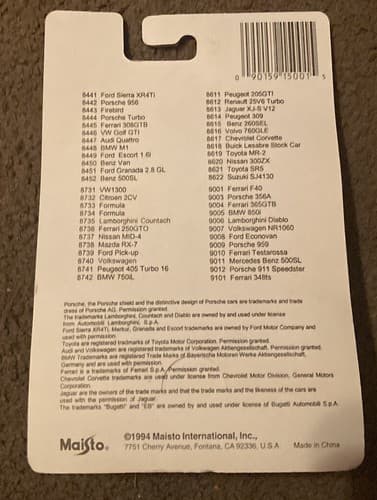 0 90159 15001 5
8441 Ford Sierra XR4Ti
8442 Porsche 956
8443 Firebird
8444 Porsche Turbo
8445 Ferrari 308GTB
8446 VW Golf GTI
8447 Audi Quattro
8448 BMW M1
8449 Ford Escort 1.6i
8450 Benz Van
8451 Ford Granada 2.8 GL
8452 Benz 500SL
8731 VW1300
8732 Citroen 2CV
8733 Formula
8734 Formula
8735 Lamborghini Countach
8736 Ferrari 250GTO
8737 Nissan MID-4
8738 Mazda RX-7
8739 Ford Pick-up
8740 Volkswagen
8741 Peugeot 405 Turbo 16
8742 BMW 750iL
8611 Peugeot 205GTI
8612 Renault 25V6 Turbo
8613 Jaguar XJ-S V12
8614 Peugeot 309
8615 Benz 260SEL
8616 Volvo 760GLE
8617 Chevrolet Corvette
8618 Buick Lesabre Stock Car
8619 Toyota MR-2
8620 Nissan 300ZX
8621 Toyota SR5
8622 Suzuki SJ4130
9001 Ferrari F40
9003 Porsche 356A
9004 Ferrari 365GTB
9005 BMW 850i
9006 Lamborghini Diablo
9007 Volkswagen NR1060
9008 Ford Econovan
9009 Porsche 959
9010 Ferrari Testarossa
9011 Mercedes Benz 500SL
9012 Porsche 911 Speedster
9101 Ferrari 348ts
Porsche, the Porsche shield and the distinctive design of Porsche cars are trademarks and trade
dress of Porsche AG. Permission granted.
The trademarks Lamborghini, Countach and Diablo are owned by and used under license
from Automobili Lamborghini, S.p.A.
Ford Sierra XR4Ti, Merkur, Granada and Escord trademarks are owned by Ford Motor Company and
used with permission.
Toyota are registered trademarks of Toyota Motor Corporation. Permission granted.
Audi and Volkswagen are registered trademarks of Volkswagen Aktiengesellschaft.
BMW Trademarks are registered Trade Marks of Bayerische Motoren Werke Aktiengesellschaft,
Germany and are used with permission.
Ferrari is a trademarks of Ferrari S.p.A. Permission granted.
Chevrolet Corvette trademarks are used under license from Chevrolet Motor Division, General Motors
Corporation.
Jaguar are the owners of the trade marks and that the trade marks and the likeness of the cars are
used with the permission of Jaguar.
The trademarks "Bugatti" and "EB" are owned by and used under license of Bugatti Automobili S.p.A.
Maisto®
©1994 Maisto International, Inc.,
7751 Cherry Avenue, Fontana, CA 92336, U.S.A
Made in China